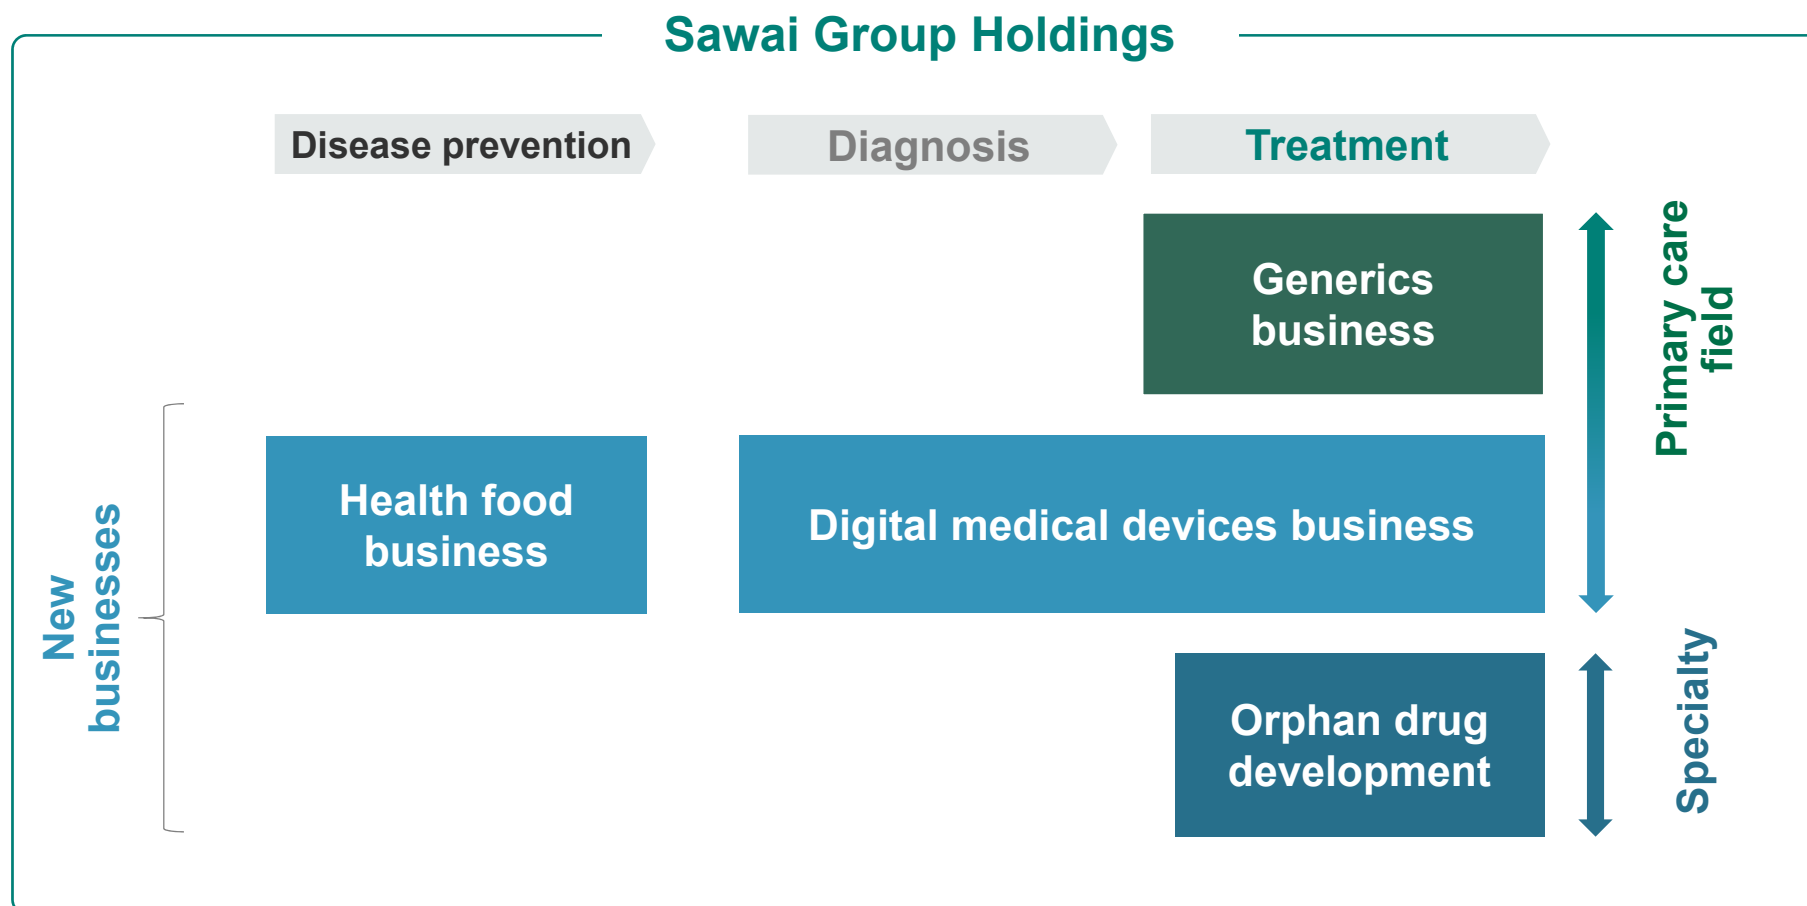 Sawai Group Holdings
Disease prevention
Diagnosis
Treatment
Generics
business
Primary care
field
New
businesses
Health food
business
Digital medical devices business
Orphan drug
development
Specialty